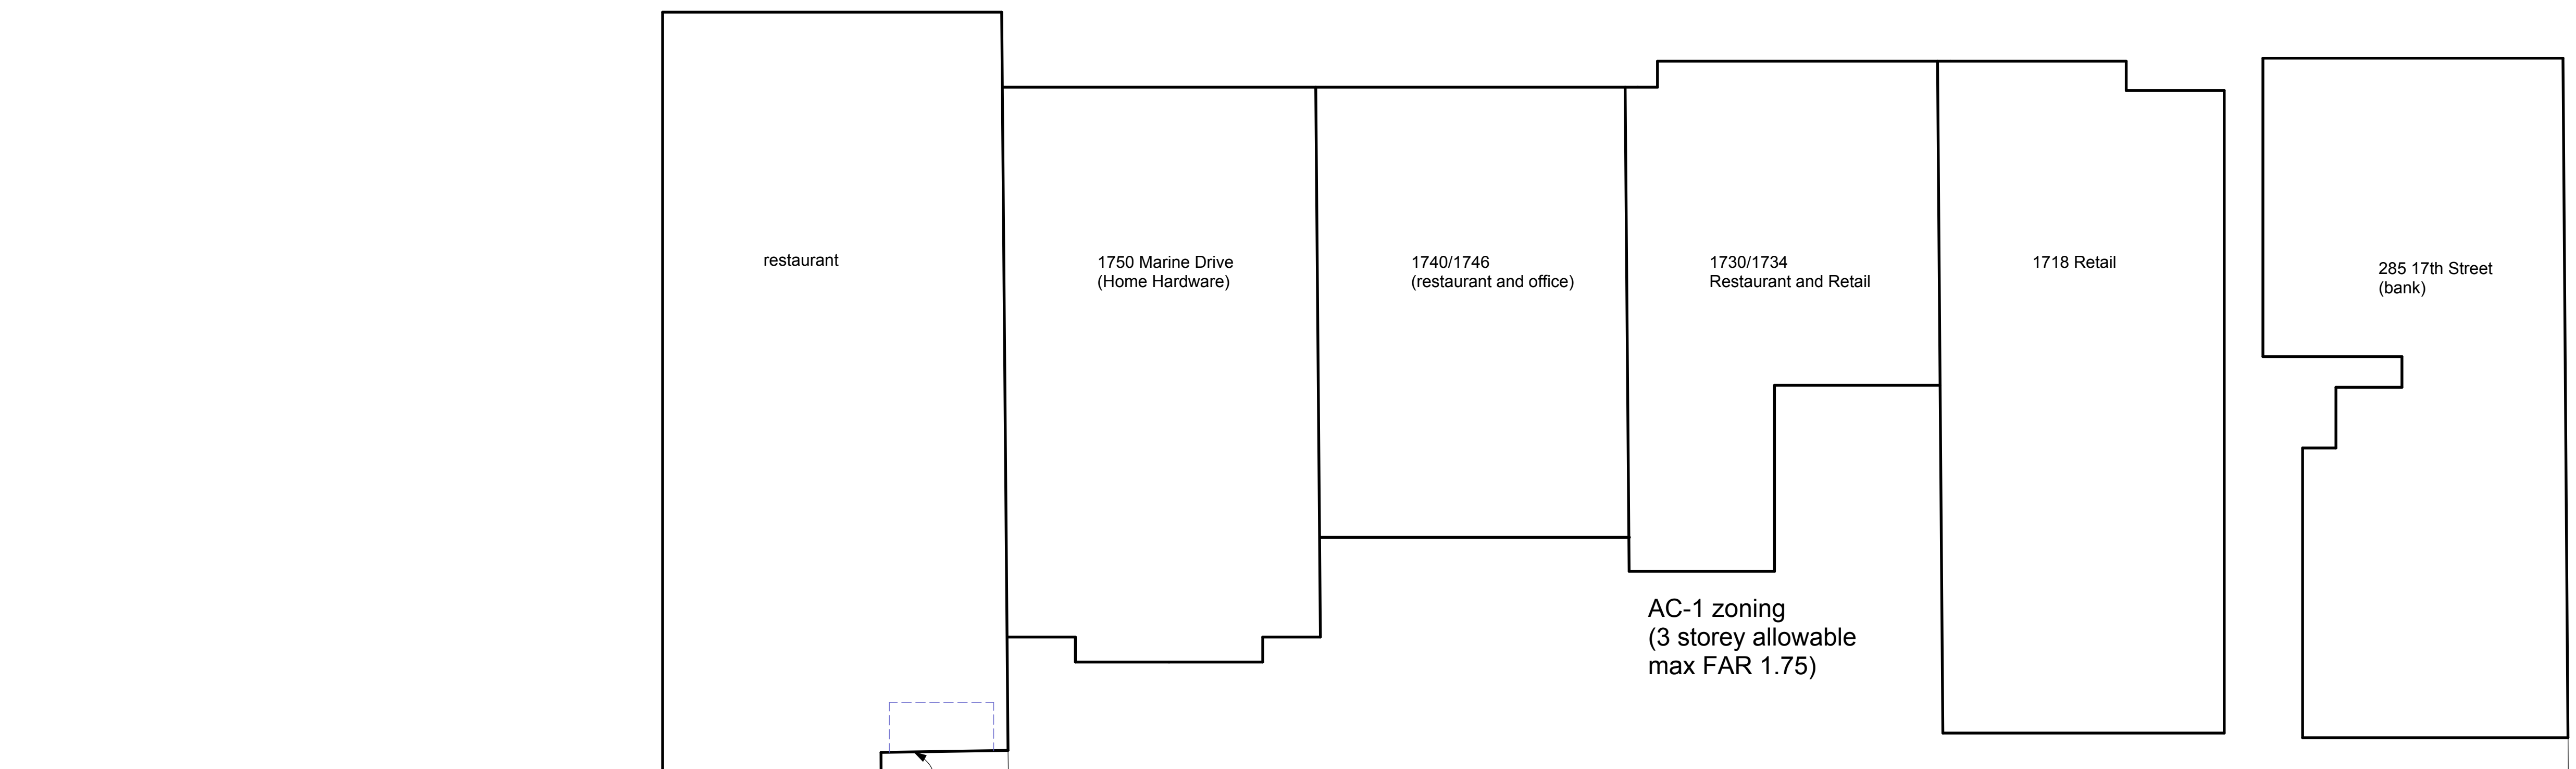 restaurant
1750 Marine Drive
(Home Hardware)
1740/1746
(restaurant and office)
1730/1734
Restaurant and Retail
1718 Retail
285 17th Street
(bank)
AC-1 zoning
(3 storey allowable
max FAR 1.75)